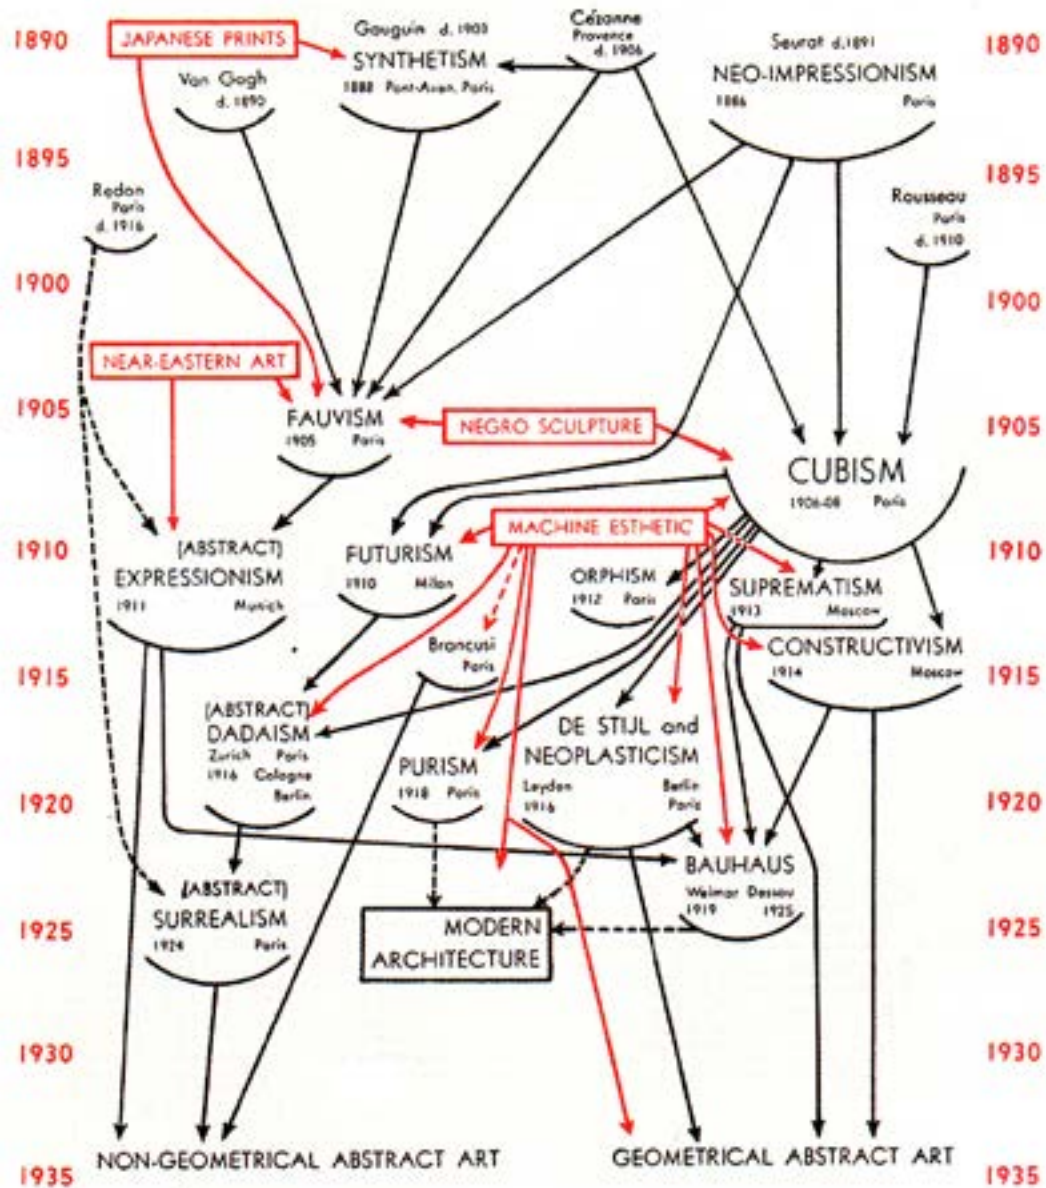 1890
JAPANESE PRINTS
Gauguin d. 1903
SYNTHETISM
1888 Pont-Aven, Paris
Cézanne
Provence
d. 1906
Seurat d.1891
NEO-IMPRESSIONISM
1886 Paris
1890
Van Gogh
d. 1890
1895
1895
Redon
Paris
d. 1916
Rousseau
Paris
d. 1910
1900
1900
NEAR-EASTERN ART
1905
FAUVISM
1905 Paris
NEGRO SCULPTURE
1905
CUBISM
1906-08 Paris
1910
(ABSTRACT)
EXPRESSIONISM
1911 Munich
FUTURISM
1910 Milan
MACHINE ESTHETIC
ORPHISM
1912 Paris
SUPREMATISM
1913 Moscow
1910
Brancusi
Paris
CONSTRUCTIVISM
1914 Moscow
1915
1915
(ABSTRACT)
DADAISM
Zurich Paris
1916 Cologne
Berlin
PURISM
1918 Paris
DE STIJL and
NEOPLASTICISM
Leyden Berlin
1916 Paris
1920
1920
(ABSTRACT)
SURREALISM
1924 Paris
BAUHAUS
Weimar Dessau
1919 1925
1925
MODERN
ARCHITECTURE
1925
1930
1930
NON-GEOMETRICAL ABSTRACT ART
GEOMETRICAL ABSTRACT ART
1935
1935